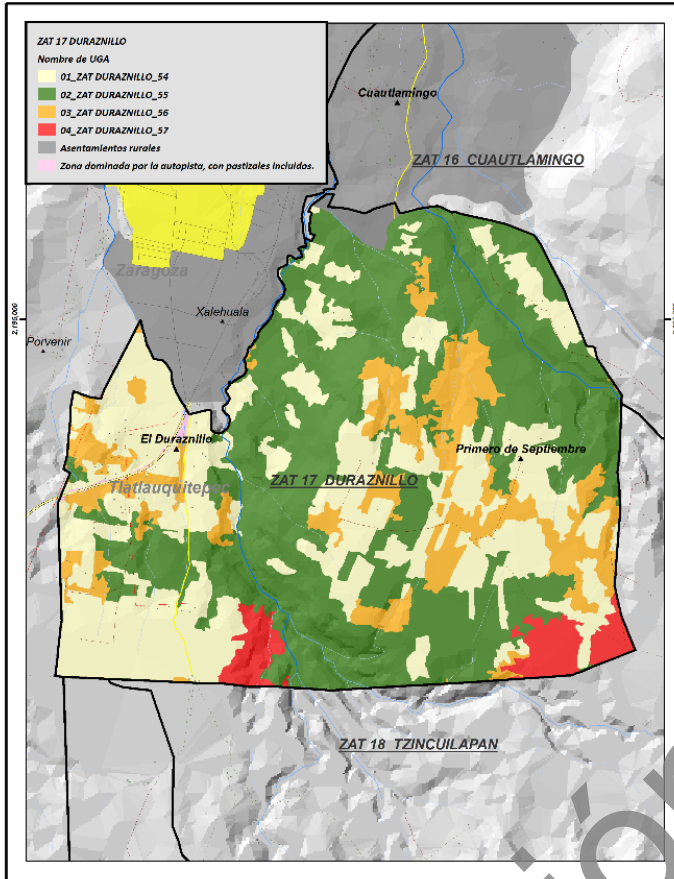 ZAT 17 DURAZNILLO
Nombre de UGA
01_ZAT DURAZNILLO_54
02_ZAT DURAZNILLO_55
03_ZAT DURAZNILLO_56
04_ZAT DURAZNILLO_57
Asentamientos rurales
Zona dominada por la autopista, con pastizales incluidos.
Cuautlamingo
ZAT 16 CUAUTLAMINGO
Zaragoza
Xalehuala
Porvenir
El Duraznillo
Primero de Septiembre
ZAT 17 DURAZNILLO
Tlatlauquitepec
ZAT 18 TZINCUILAPAN